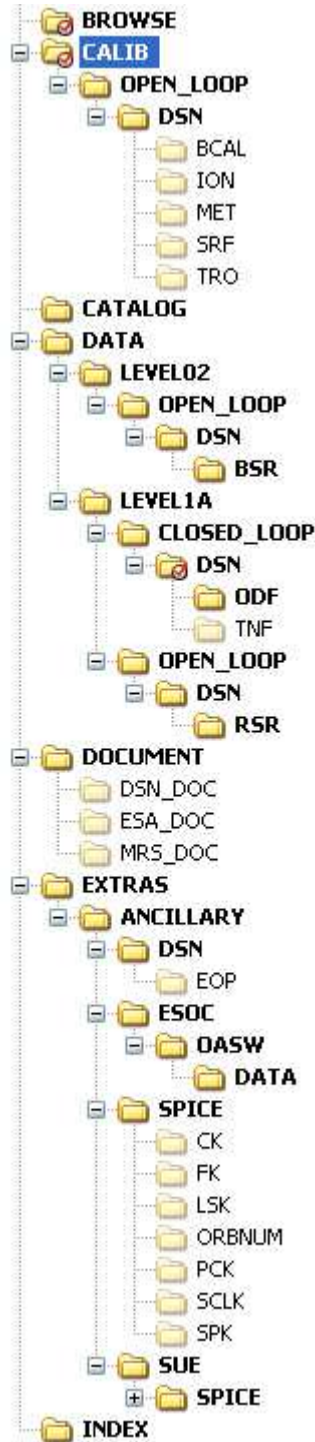 BROWSE
CALIB
OPEN_LOOP
DSN
BCAL
ION
MET
SRF
TRO
CATALOG
DATA
LEVEL02
OPEN_LOOP
DSN
BSR
LEVEL1A
CLOSED_LOOP
DSN
ODF
TNF
OPEN_LOOP
DSN
RSR
DOCUMENT
DSN_DOC
ESA_DOC
MRS_DOC
EXTRAS
ANCILLARY
DSN
EOP
ESOC
OASW
DATA
SPICE
CK
FK
LSK
ORBNUM
PCK
SCLK
SPK
SUE
SPICE
INDEX